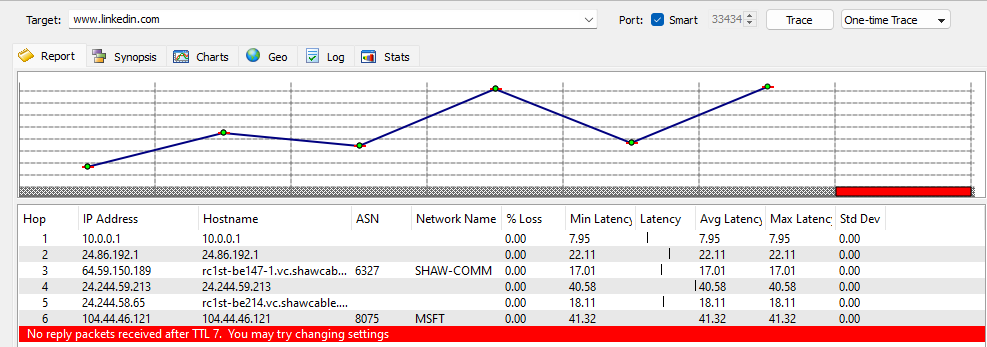 Target: www.linkedin.com Port: Smart 33434 Trace One-time Trace
Report Synopsis Charts Geo Log Stats
Hop IP Address Hostname ASN Network Name % Loss Min Latency Latency Avg Latency Max Latenc Std Dev
1 10.0.0.1 10.0.0.1 0.00 7.95 7.95 7.95 0.00
2 24.86.192.1 24.86.192.1 0.00 22.11 22.11 22.11 0.00
3 64.59.150.189 rc1st-be147-1.vc.shawcab... 6327 SHAW-COMM 0.00 17.01 17.01 17.01 0.00
4 24.244.59.213 24.244.59.213 0.00 40.58 40.58 40.58 0.00
5 24.244.58.65 rc1st-be214.vc.shawcable.... 0.00 18.11 18.11 18.11 0.00
6 104.44.46.121 104.44.46.121 8075 MSFT 0.00 41.32 41.32 41.32 0.00
No reply packets received after TTL 7. You may try changing settings